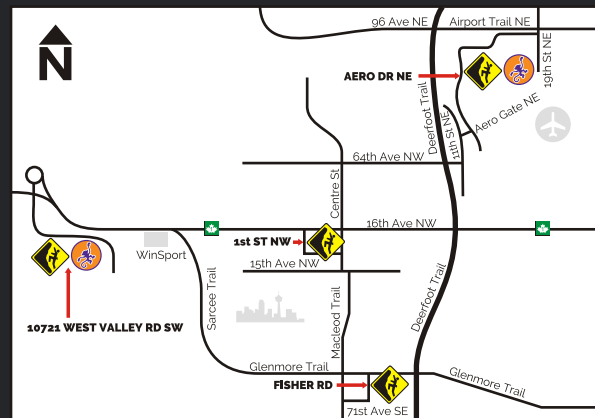 96 Ave NE
Airport Trail NE
N
19th St NE
AERO DR NE
Deerfoot Trail
11th St NE
Aero Gate NE
64th Ave NW
Centre St
16th Ave NW
1st ST NW
WinSport
15th Ave NW
Sarcee Trail
Macleod Trail
Deerfoot Trail
10721 WEST VALLEY RD SW
Glenmore Trail
Glenmore Trail
FISHER RD
71st Ave SE